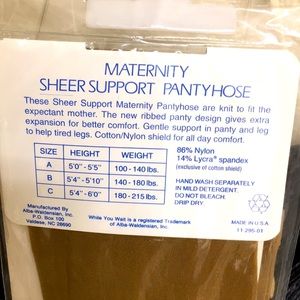 MATERNITY
SHEER SUPPORT PANTYHOSE
These Sheer Support Maternity Pantyhose are knit to fit the
expectant mother. The new ribbed panty design gives extra
expansion for better comfort. Gentle support in panty and leg
to help tired legs. Cotton/Nylon shield for all day comfort.
SIZE HEIGHT WEIGHT
A 5'0" - 5'5" 100 - 140 lbs.
B 5'4" - 5'10" 140 - 180 lbs.
C 5'4" - 6'0" 180 - 215 lbs.
86% Nylon
14% Lycra® spandex
(exclusive of cotton shield)
HAND WASH SEPARATELY
IN MILD DETERGENT.
DO NOT BLEACH.
DRIP DRY.
Manufactured By
Alba-Waldensian, Inc.
P.O. Box 100
Valdese, NC 28690
While You Wait is a registered Trademark
of Alba-Waldensian, Inc.
MADE IN U.S.A.
11 295-01